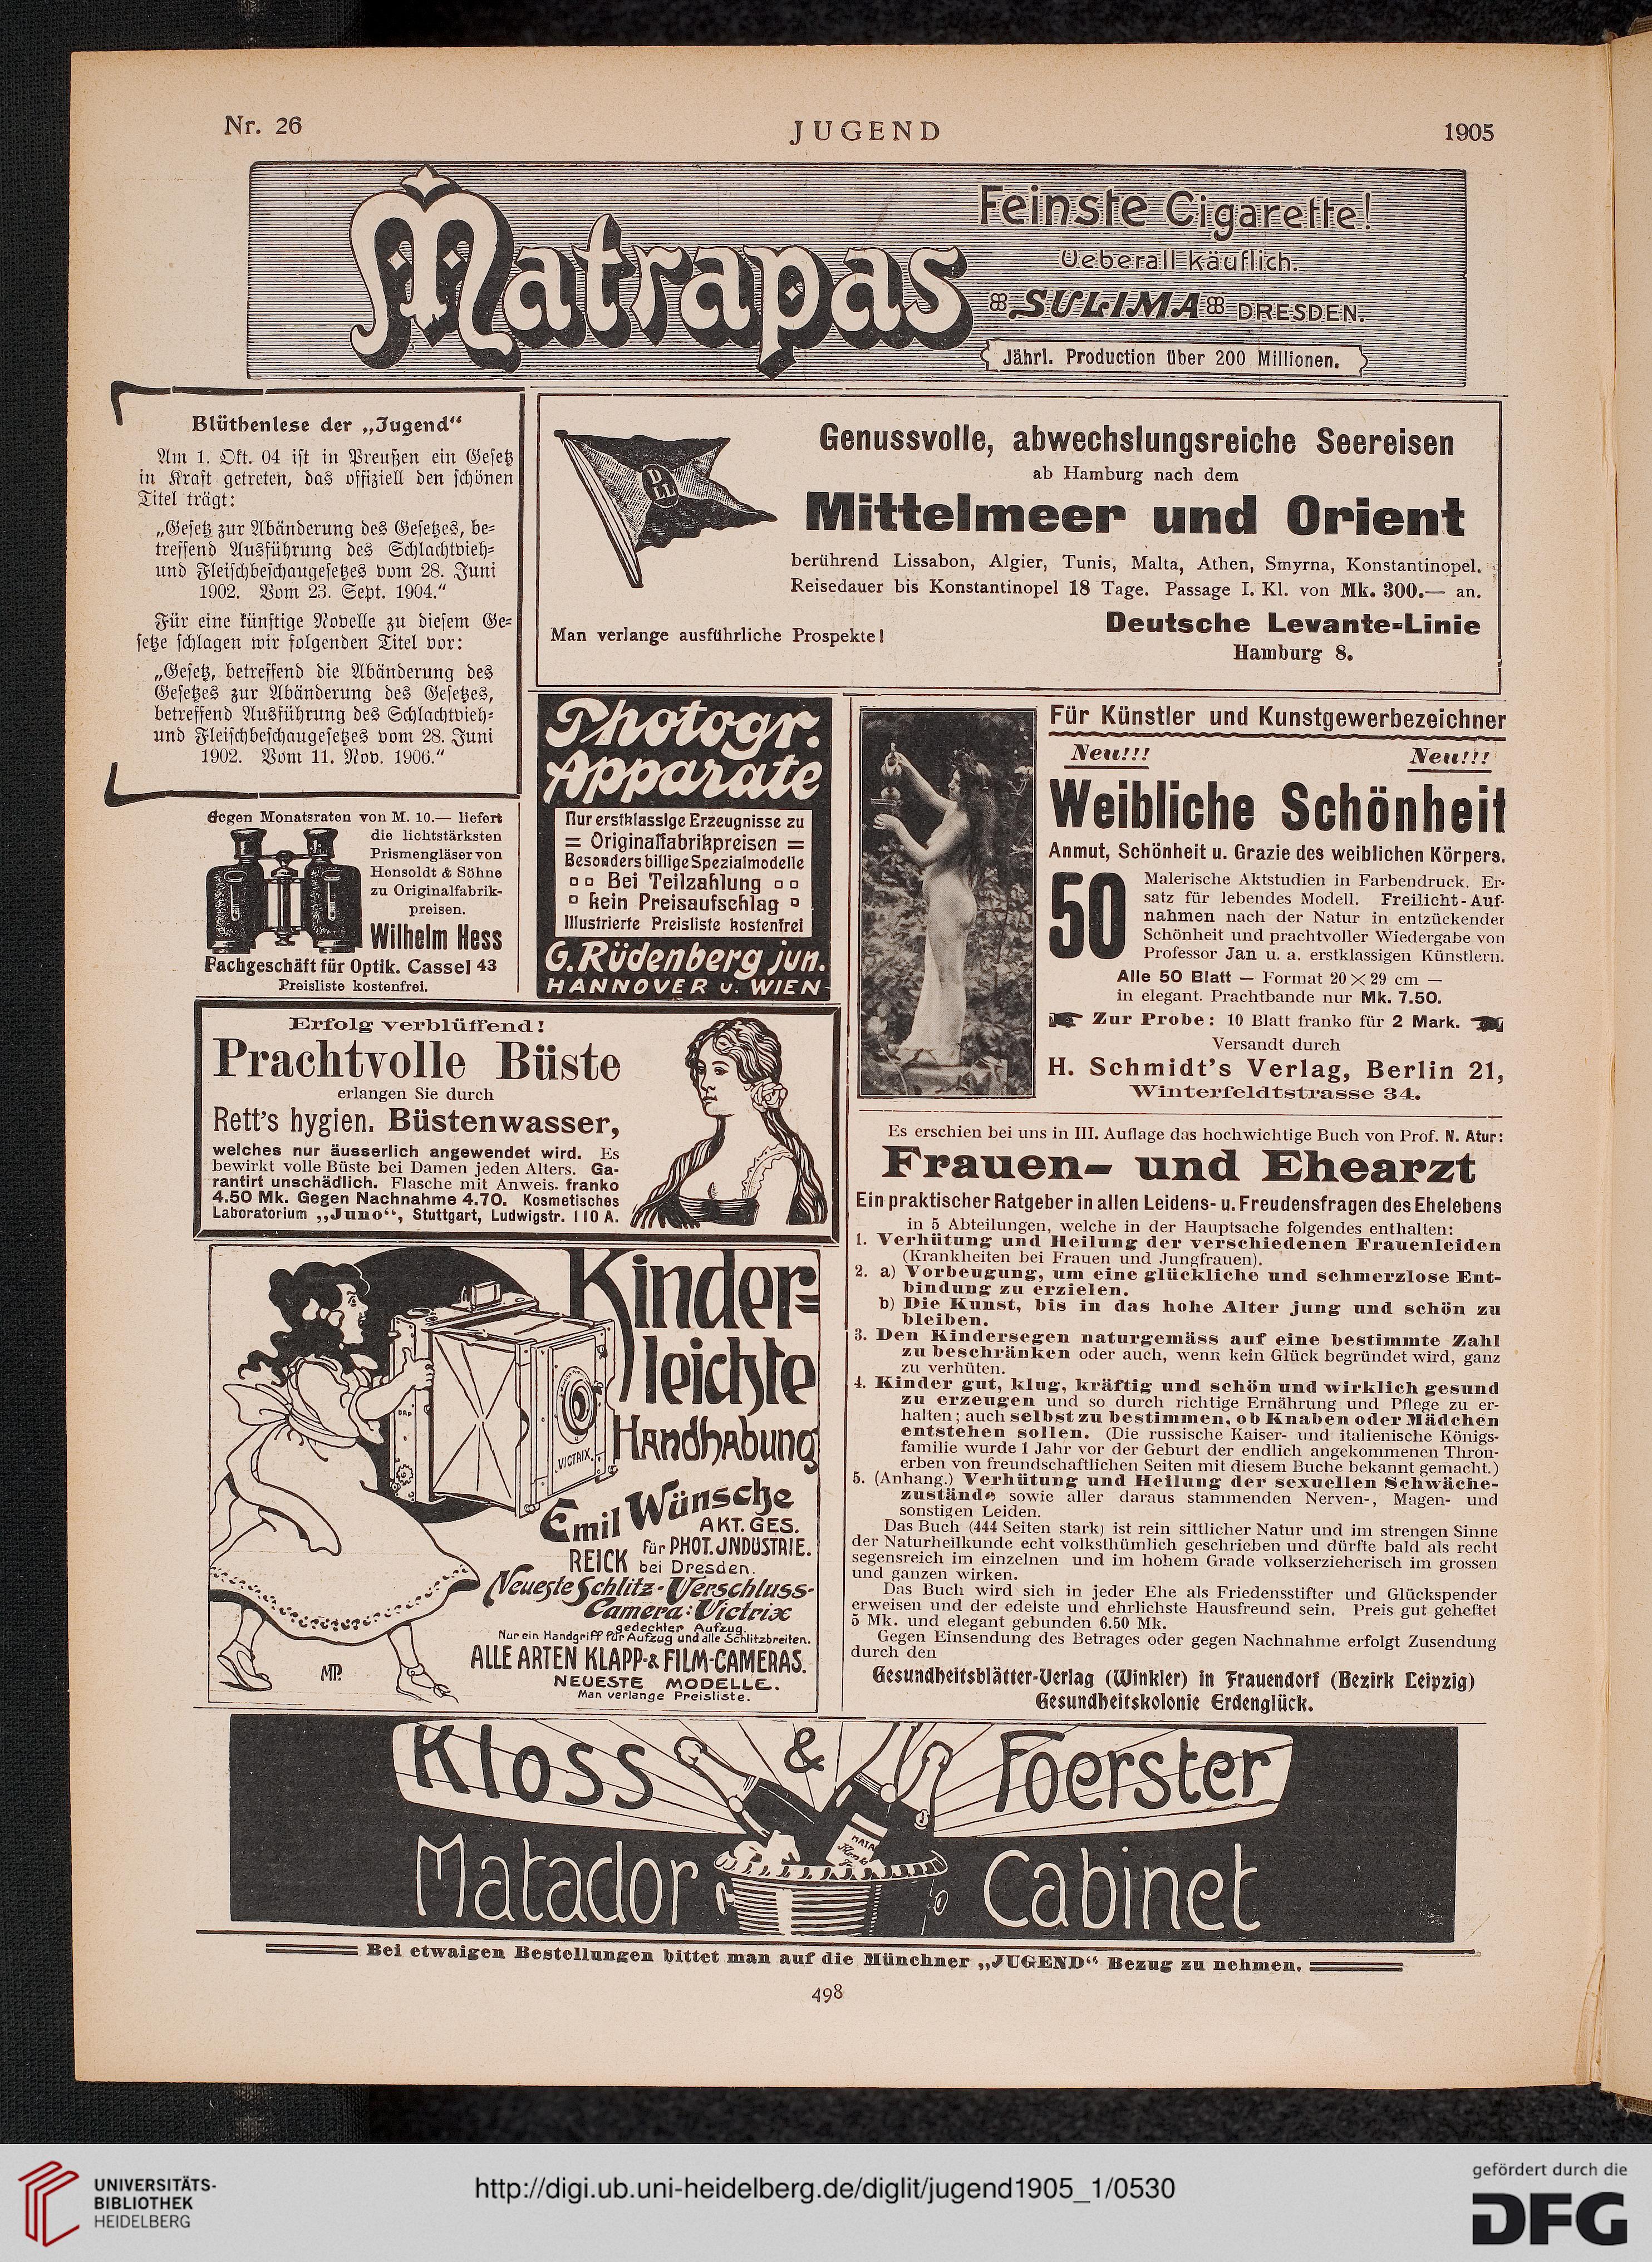 Nr. 26
JUGEND
1905
Matrapas
Feinste Cigarette!
Ueberall käuflich.
SULIMA DRESDEN.
Jährl. Production über 200 Millionen.
Blüthenlese der „Jugend“
Am 1. Okt. 04 ist in Preußen ein Gesetz
in Kraft getreten, das offiziell den schönen
Titel trägt:
„Gesetz zur Abänderung des Gesetzes, be-
treffend Ausführung des Schlachtvieh-
und Fleischbeschaugesetzes vom 28. Juni
1902. Vom 23. Sept. 1904.“
Für eine künftige Novelle zu diesem Ge-
setze schlagen wir folgenden Titel vor:
„Gesetz, betreffend die Abänderung des
Gesetzes zur Abänderung des Gesetzes,
betreffend Ausführung des Schlachtvieh-
und Fleischbeschaugesetzes vom 28. Juni
1902. Vom 11. Nov. 1906.“
Genussvolle, abwechslungsreiche Seereisen
ab Hamburg nach dem
Mittelmeer und Orient
berührend Lissabon, Algier, Tunis, Malta, Athen, Smyrna, Konstantinopel.
Reisedauer bis Konstantinopel 18 Tage. Passage I. Kl. von Mk. 300.— an.
Man verlange ausführliche Prospekte!
Deutsche Levante-Linie
Hamburg 8.
Gegen Monatsraten von M. 10.— liefert
die lichtstärksten
Prismengläser von
Hensoldt & Söhne
zu Originalfabrik-
preisen.
Wilhelm Hess
Fachgeschäft für Optik. Cassel 43
Preisliste kostenfrei.
Photogr.
Apparate
Nur erstklassige Erzeugnisse zu
= Originalfabrikpreisen =
Besonders billige Spezialmodelle
Bei Teilzahlung
kein Preisaufschlag
Illustrierte Preisliste kostenfrei
G. Rüdenberg jun.
HANNOVER u. WIEN
Für Künstler und Kunstgewerbezeichner
Neu!!! Neu!!!
Weibliche Schönheit
Anmut, Schönheit u. Grazie des weiblichen Körpers.
50
Malerische Aktstudien in Farbendruck. Er-
satz für lebendes Modell. Freilicht-Auf-
nahmen nach der Natur in entzückender
Schönheit und prachtvoller Wiedergabe von
Professor Jan u. a. erstklassigen Künstlern.
Alle 50 Blatt — Format 20×29 cm —
in elegant. Prachtbande nur Mk. 7.50.
Zur Probe: 10 Blatt franko für 2 Mark.
Versandt durch
H. Schmidt's Verlag, Berlin 21,
Winterfeldtstrasse 34.
Erfolg verblüffend!
Prachtvolle Büste
erlangen Sie durch
Rett's hygien. Büstenwasser,
welches nur äusserlich angewendet wird. Es
bewirkt volle Büste bei Damen jeden Alters. Ga-
rantirt unschädlich. Flasche mit Anweis. franko
4.50 Mk. Gegen Nachnahme 4.70. Kosmetisches
Laboratorium „Juno“, Stuttgart, Ludwigstr. 110 A.
Kinder-
leichte
Handhabung
VICTRIX.
Emil Wünsche
AKT. GES.
für PHOT. JNDUSTRIE.
REICK bei Dresden.
Neueste Schlitz-Verschluss-
Camera: Victrix
gedeckter Aufzug.
Nur ein Handgriff für Aufzug und alle Schlitzbreiten.
ALLE ARTEN KLAPP-& FILM-CAMERAS.
NEUESTE MODELLE.
Man verlange Preisliste.
Es erschien bei uns in III. Auflage das hochwichtige Buch von Prof. N. Atur:
Frauen- und Ehearzt
Ein praktischer Ratgeber in allen Leidens- u. Freudensfragen des Ehelebens
in 5 Abteilungen, welche in der Hauptsache folgendes enthalten:
1. Verhütung und Heilung der verschiedenen Frauenleiden
(Krankheiten bei Frauen und Jungfrauen).
2. a) Vorbeugung, um eine glückliche und schmerzlose Ent-
bindung zu erzielen.
b) Die Kunst, bis in das hohe Alter jung und schön zu
bleiben.
3. Den Kindersegen naturgemäss auf eine bestimmte Zahl
zu beschränken oder auch, wenn kein Glück begründet wird, ganz
zu verhüten.
4. Kinder gut, klug, kräftig und schön und wirklich gesund
zu erzeugen und so durch richtige Ernährung und Pflege zu er-
halten; auch selbst zu bestimmen, ob Knaben oder Mädchen
entstehen sollen. (Die russische Kaiser- und italienische Königs-
familie wurde 1 Jahr vor der Geburt der endlich angekommenen Thron-
erben von freundschaftlichen Seiten mit diesem Buche bekannt gemacht.)
5. (Anhang.) Verhütung und Heilung der sexuellen Schwäche-
zustände sowie aller daraus stammenden Nerven-, Magen- und
sonstigen Leiden.
Das Buch (444 Seiten stark) ist rein sittlicher Natur und im strengen Sinne
der Naturheilkunde echt volksthümlich geschrieben und dürfte bald als recht
segensreich im einzelnen und im hohem Grade volkserzieherisch im grossen
und ganzen wirken.
Das Buch wird sich in jeder Ehe als Friedensstifter und Glückspender
erweisen und der edelste und ehrlichste Hausfreund sein. Preis gut geheftet
5 Mk. und elegant gebunden 6.50 Mk.
Gegen Einsendung des Betrages oder gegen Nachnahme erfolgt Zusendung
durch den
Gesundheitsblätter-Verlag (Winkler) in Frauendorf (Bezirk Leipzig)
Gesundheitskolonie Erdenglück.
Kloss & Foerster
Matador Cabinet
Bei etwaigen Bestellungen bittet man auf die Münchner „JUGEND“ Bezug zu nehmen.
498
UNIVERSITÄTS-
BIBLIOTHEK
HEIDELBERG
http://digi.ub.uni-heidelberg.de/diglit/jugend1905_1/0530
gefördert durch die
DFG